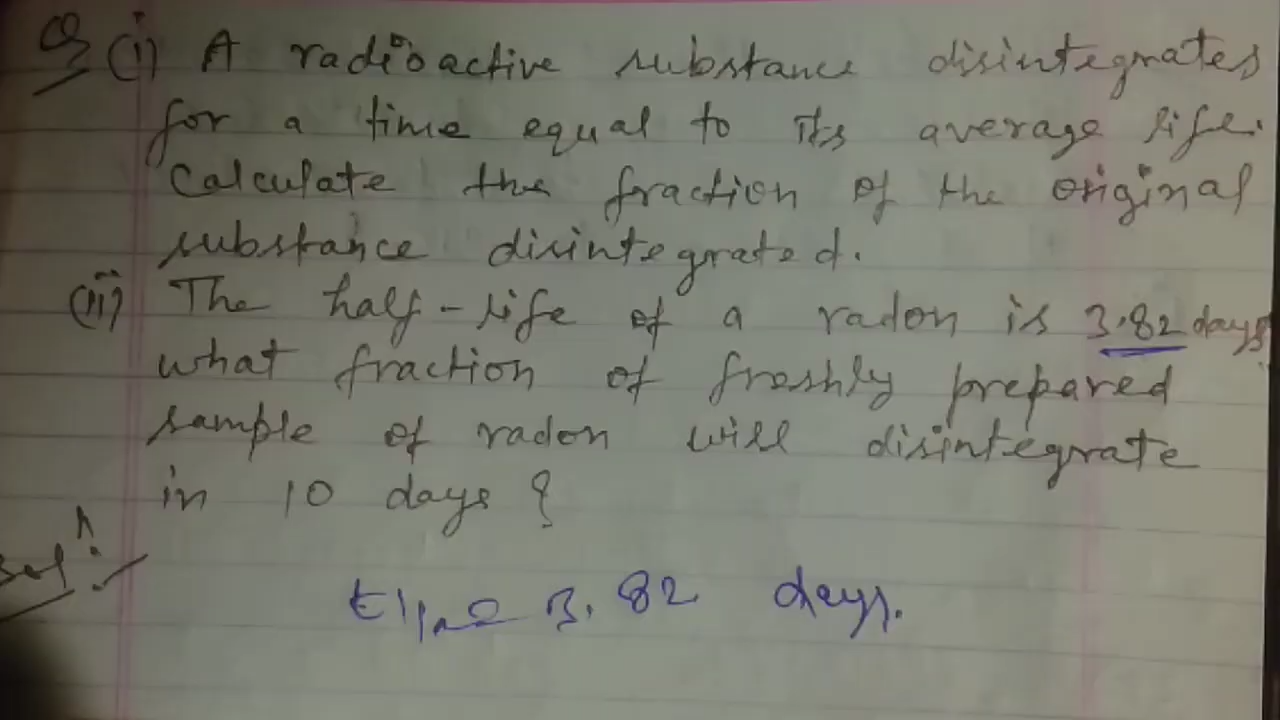 Q (i) A radioactive substance disintegrates
for a time equal to its average life.
Calculate the fraction of the original
substance disintegrated.
(ii) The half-life of a radon is 3.82 days
what fraction of freshly prepared
sample of radon will disintegrate
in 10 days ?
Solⁿ:-
t1/2 = 3.82 days.